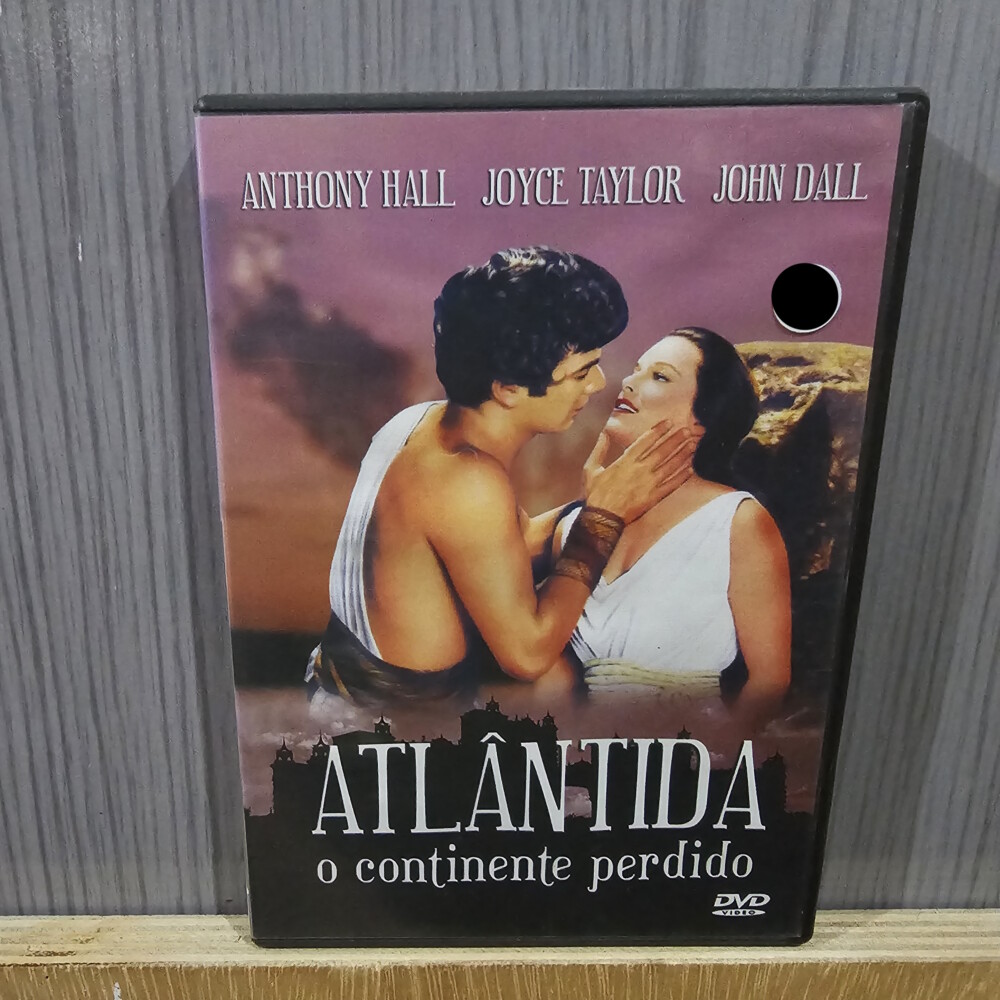 ANTHONY HALL JOYCE TAYLOR JOHN DALL
ATLÂNTIDA
o continente perdido
DVD
VIDEO